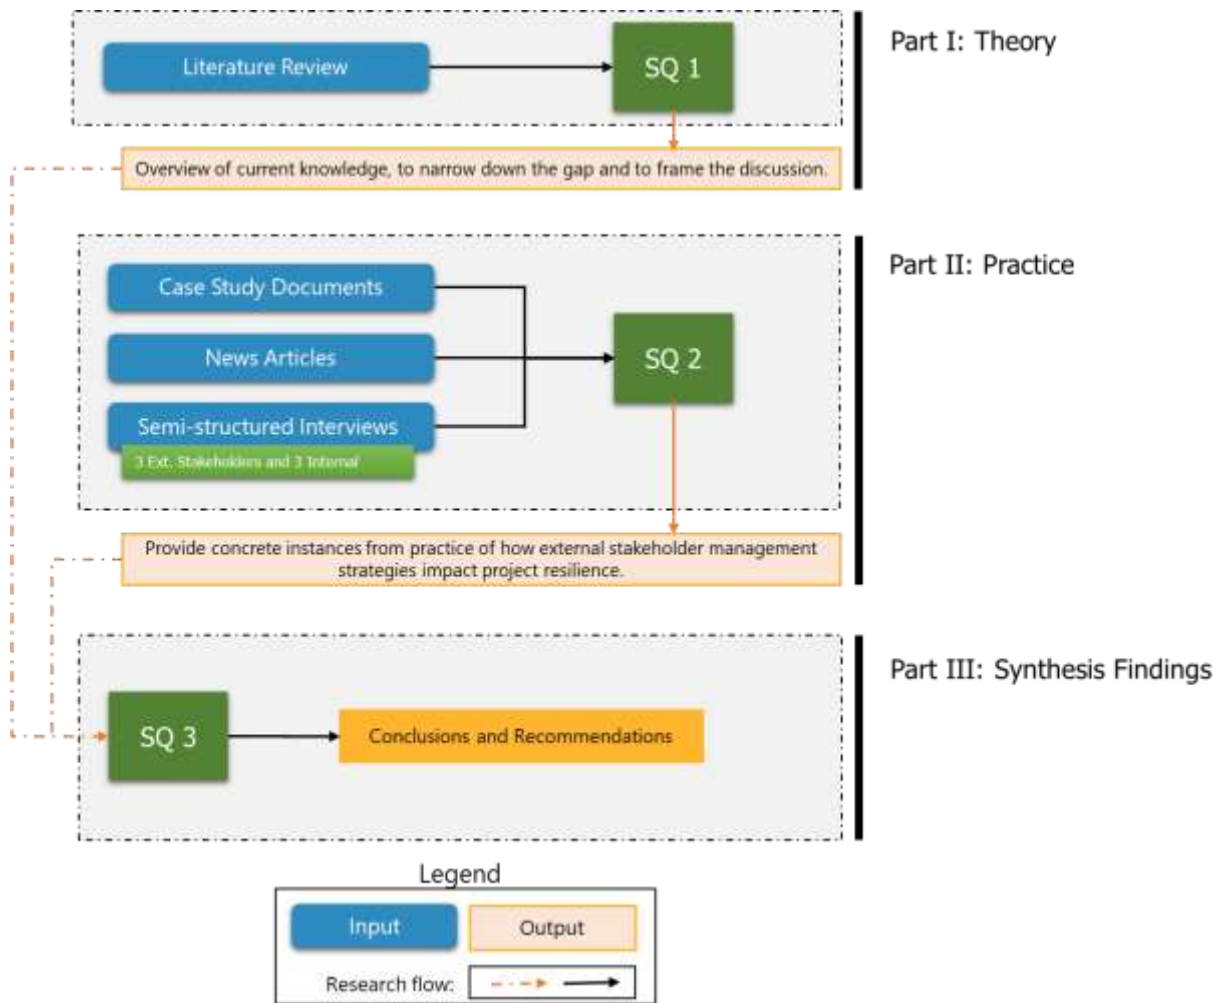 Part I: Theory
Literature Review
SQ 1
Overview of current knowledge, to narrow down the gap and to frame the discussion.
Part II: Practice
Case Study Documents
News Articles
SQ 2
Semi-structured Interviews
3 Ext. Stakeholders and 3 Internal
Provide concrete instances from practice of how external stakeholder management
strategies impact project resilience.
Part III: Synthesis Findings
SQ 3
Conclusions and Recommendations
Legend
Input
Output
Research flow: